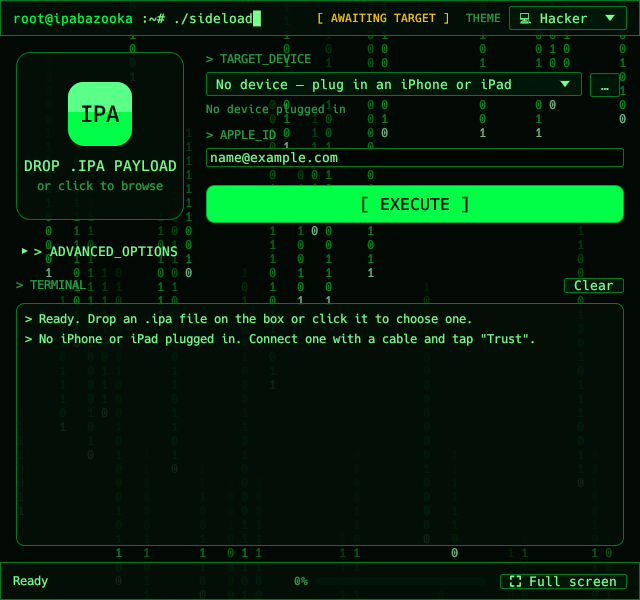 root@ipabazooka :~# ./sideload
[ AWAITING TARGET ]
THEME
Hacker
IPA
DROP .IPA PAYLOAD
or click to browse
> TARGET_DEVICE
No device — plug in an iPhone or iPad
…
No device plugged in
> APPLE_ID
name@example.com
[ EXECUTE ]
> ADVANCED_OPTIONS
> TERMINAL
Clear
> Ready. Drop an .ipa file on the box or click it to choose one.
> No iPhone or iPad plugged in. Connect one with a cable and tap "Trust".
Ready
0%
Full screen